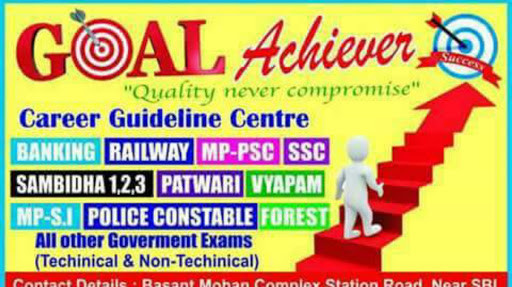 GOAL Achiever
Success
"Quality never compromise"
Career Guideline Centre
BANKING RAILWAY MP-PSC SSC
SAMBIDHA 1,2,3 PATWARI VYAPAM
MP-S.I POLICE CONSTABLE FOREST
All other Goverment Exams
(Techinical & Non-Techinical)
Contact Details : Basant Mohan Complex Station Road, Near SBI